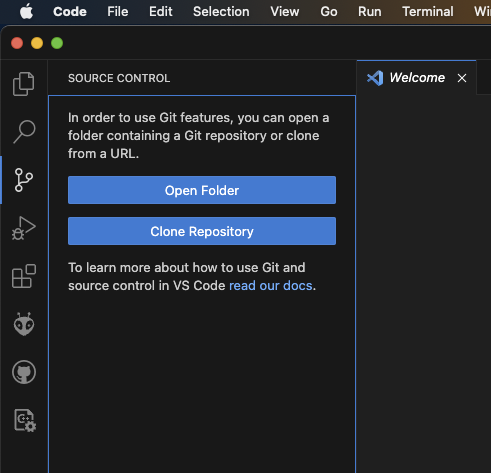 Code File Edit Selection View Go Run Terminal
SOURCE CONTROL
Welcome
In order to use Git features, you can open a
folder containing a Git repository or clone
from a URL.
Open Folder
Clone Repository
To learn more about how to use Git and
source control in VS Code read our docs.
C++